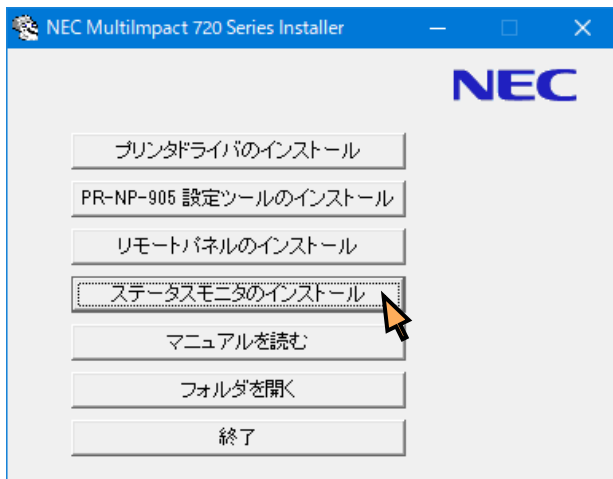 NEC MultiImpact 720 Series Installer
NEC
プリンタドライバのインストール
PR-NP-905 設定ツールのインストール
リモートパネルのインストール
ステータスモニタのインストール
マニュアルを読む
フォルダを開く
終了